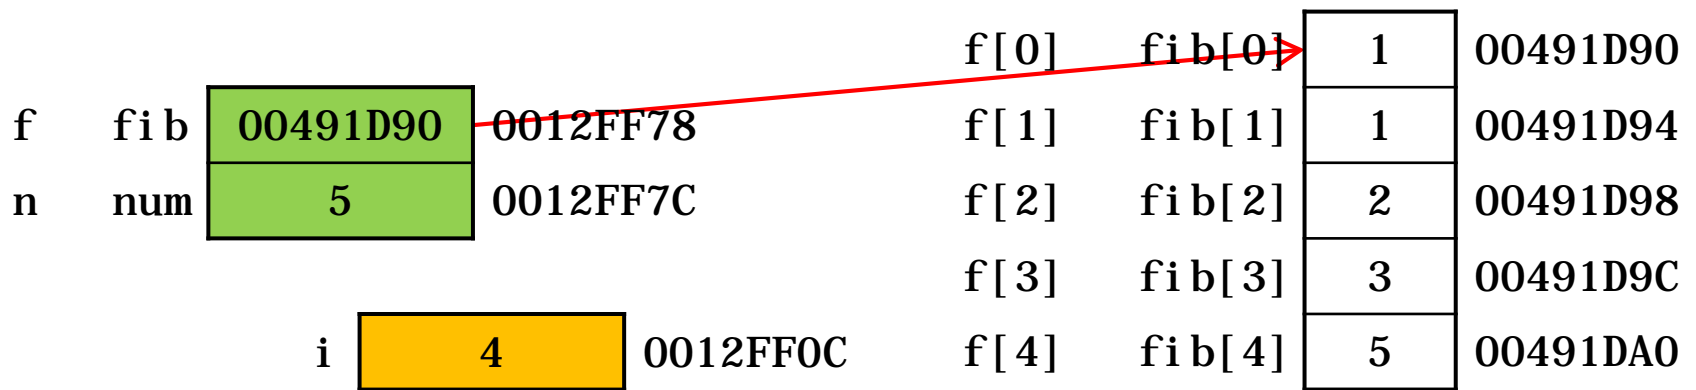 f[0] fib[0] 1 00491D90
f fib 00491D90 0012FF78 f[1] fib[1] 1 00491D94
n num 5 0012FF7C f[2] fib[2] 2 00491D98
f[3] fib[3] 3 00491D9C
i 4 0012FF0C f[4] fib[4] 5 00491DA0